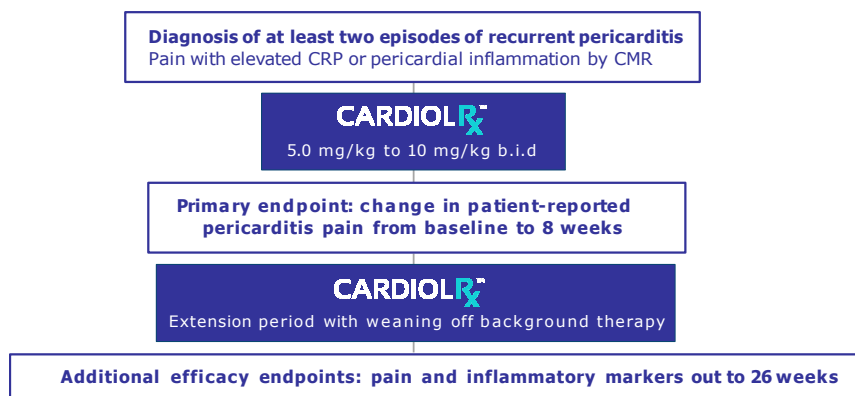 Diagnosis of at least two episodes of recurrent pericarditis
Pain with elevated CRP or pericardial inflammation by CMR
CARDIOLRx™
5.0 mg/kg to 10 mg/kg b.i.d
Primary endpoint: change in patient-reported
pericarditis pain from baseline to 8 weeks
CARDIOLRx™
Extension period with weaning off background therapy
Additional efficacy endpoints: pain and inflammatory markers out to 26 weeks